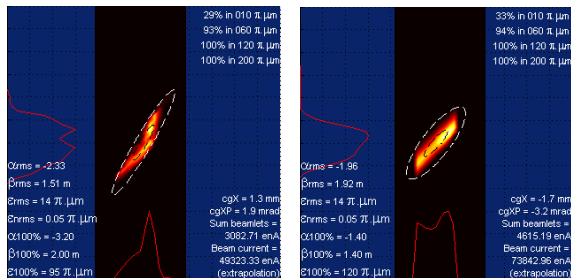 29% in 010 π.μm
93% in 060 π.μm
100% in 120 π.μm
100% in 200 π.μm
αrms = -2.33
βrms = 1.51 m
εrms = 14 π.μm
εnrms = 0.05 π.μm
α100% = -3.20
β100% = 2.00 m
ε100% = 95 π.μm
cgX = 1.3 mm
cgXP = 1.9 mrad
Sum beamlets =
3082.71 enA
Beam current =
49323.33 enA
(extrapolation)
33% in 010 π.μm
94% in 060 π.μm
100% in 120 π.μm
100% in 200 π.μm
αrms = -1.96
βrms = 1.92 m
εrms = 14 π.μm
εnrms = 0.05 π.μm
α100% = -1.40
β100% = 1.40 m
ε100% = 120 π.μm
cgX = -1.7 mm
cgXP = -3.2 mrad
Sum beamlets =
4615.19 enA
Beam current =
73842.96 enA
(extrapolation)